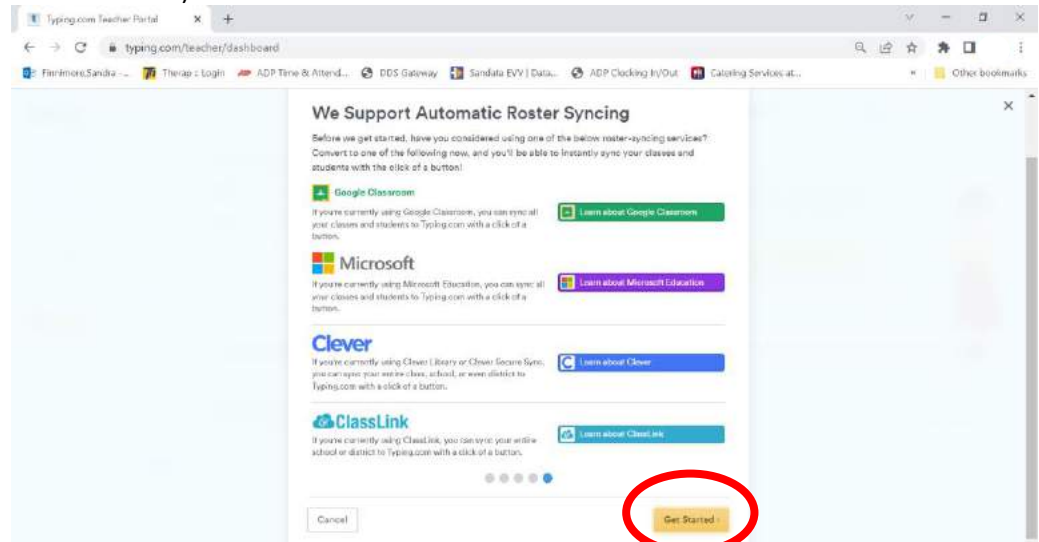 Typing.com Teacher Portal
typing.com/teacher/dashboard
Finnimore,Sandra -...
Therap :: Login
ADP Time & Attend...
DDS Gateway
Sandata EVV | Data...
ADP Clocking In/Out
Catering Services at...
»
Other bookmarks
We Support Automatic Roster Syncing
Before we get started, have you considered using one of the below roster-syncing services?
Convert to one of the following now, and you'll be able to instantly sync your classes and
students with the click of a button!
Google Classroom
If you're currently using Google Classroom, you can sync all
your classes and students to Typing.com with a click of a
button.
Learn about Google Classroom
Microsoft
If you're currently using Microsoft Education, you can sync all
your classes and students to Typing.com with a click of a
button.
Learn about Microsoft Education
Clever
If you're currently using Clever Library or Clever Secure Sync,
you can sync your entire class, school, or even district to
Typing.com with a click of a button.
Learn about Clever
ClassLink
If you're currently using ClassLink, you can sync your entire
school or district to Typing.com with a click of a button.
Learn about ClassLink
Cancel
Get Started ›